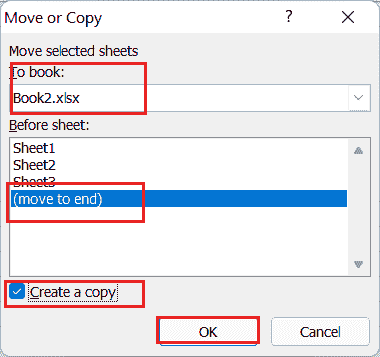 Move or Copy ?
Move selected sheets
To book:
Book2.xlsx
Before sheet:
Sheet1
Sheet2
Sheet3
(move to end)
Create a copy
OK Cancel